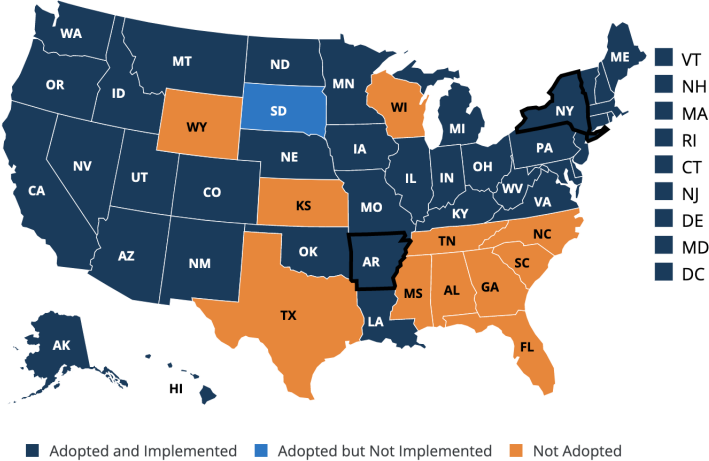 WA
MT
ND
MN
ME
VT
OR
ID
WY
SD
WI
MI
NY
NH
MA
NV
UT
CO
NE
IA
IL
IN
OH
PA
RI
CT
CA
AZ
NM
KS
MO
KY
WV
VA
NJ
DE
OK
AR
TN
NC
SC
MD
DC
TX
LA
MS
AL
GA
FL
AK
HI
Adopted and Implemented
Adopted but Not Implemented
Not Adopted